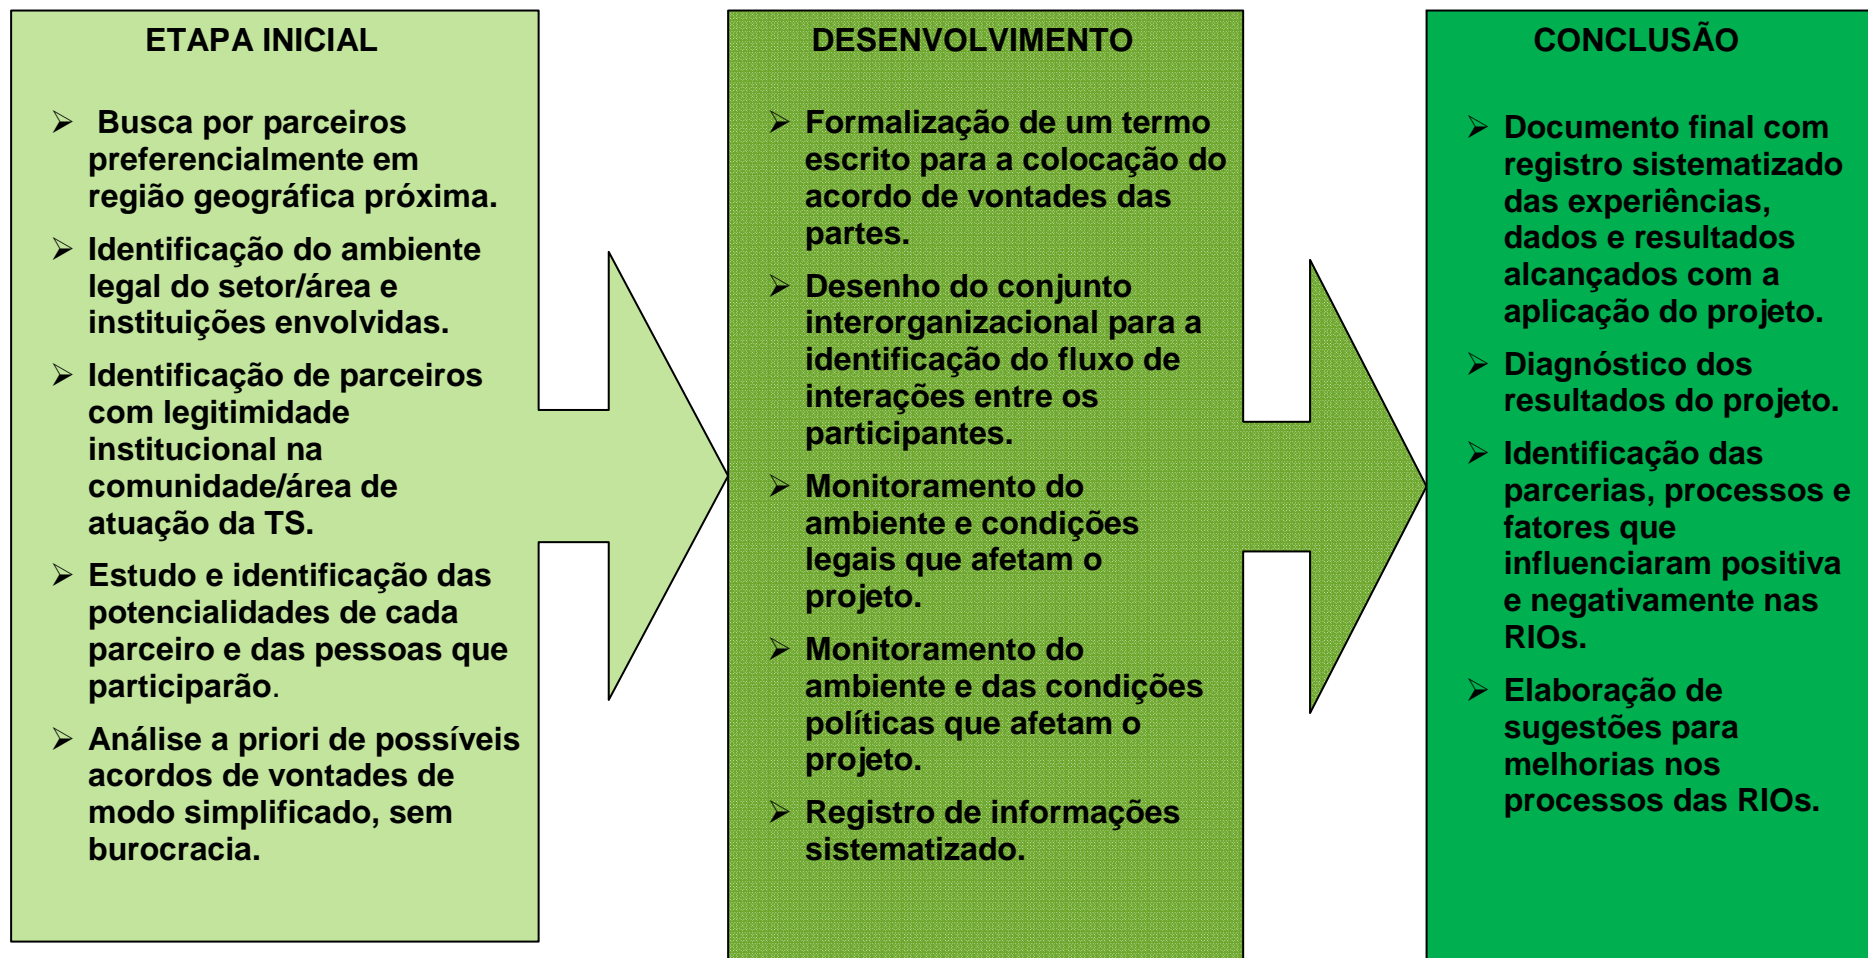 ETAPA INICIAL
➢ Busca por parceiros
preferencialmente em
região geográfica próxima.
➢ Identificação do ambiente
legal do setor/área e
instituições envolvidas.
➢ Identificação de parceiros
com legitimidade
institucional na
comunidade/área de
atuação da TS.
➢ Estudo e identificação das
potencialidades de cada
parceiro e das pessoas que
participarão.
➢ Análise a priori de possíveis
acordos de vontades de
modo simplificado, sem
burocracia.
DESENVOLVIMENTO
➢ Formalização de um termo
escrito para a colocação do
acordo de vontades das
partes.
➢ Desenho do conjunto
interorganizacional para a
identificação do fluxo de
interações entre os
participantes.
➢ Monitoramento do
ambiente e condições
legais que afetam o
projeto.
➢ Monitoramento do
ambiente e das condições
políticas que afetam o
projeto.
➢ Registro de informações
sistematizado.
CONCLUSÃO
➢ Documento final com
registro sistematizado
das experiências,
dados e resultados
alcançados com a
aplicação do projeto.
➢ Diagnóstico dos
resultados do projeto.
➢ Identificação das
parcerias, processos e
fatores que
influenciaram positiva
e negativamente nas
RIOs.
➢ Elaboração de
sugestões para
melhorias nos
processos das RIOs.